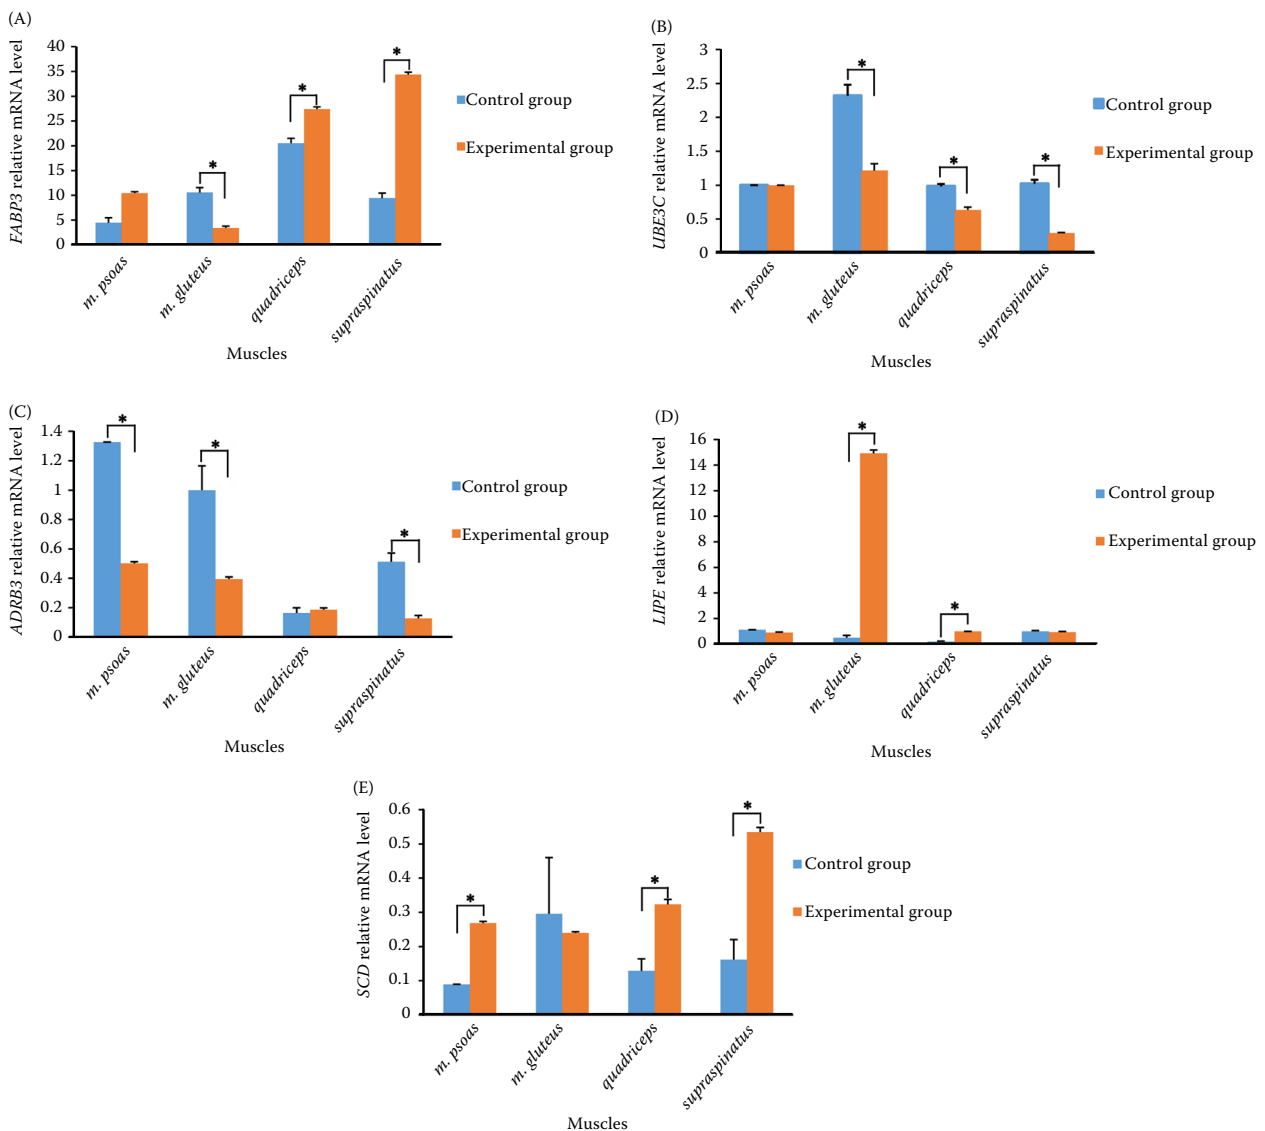 (A)
FABP3 relative mRNA level
40
35
30
25
20
15
10
5
0
*
*
*
m. psoas
m. gluteus
quadriceps
supraspinatus
Muscles
Control group
Experimental group
(B)
UBE3C relative mRNA level
3
2.5
2
1.5
1
0.5
0
*
*
*
m. psoas
m. gluteus
quadriceps
supraspinatus
Muscles
Control group
Experimental group
(C)
ADRB3 relative mRNA level
1.4
1.2
1
0.8
0.6
0.4
0.2
0
*
*
*
m. psoas
m. gluteus
quadriceps
supraspinatus
Muscles
Control group
Experimental group
(D)
LIPE relative mRNA level
16
14
12
10
8
6
4
2
0
*
*
m. psoas
m. gluteus
quadriceps
supraspinatus
Muscles
Control group
Experimental group
(E)
SCD relative mRNA level
0.6
0.5
0.4
0.3
0.2
0.1
0
*
*
*
m. psoas
m. gluteus
quadriceps
supraspinatus
Muscles
Control group
Experimental group